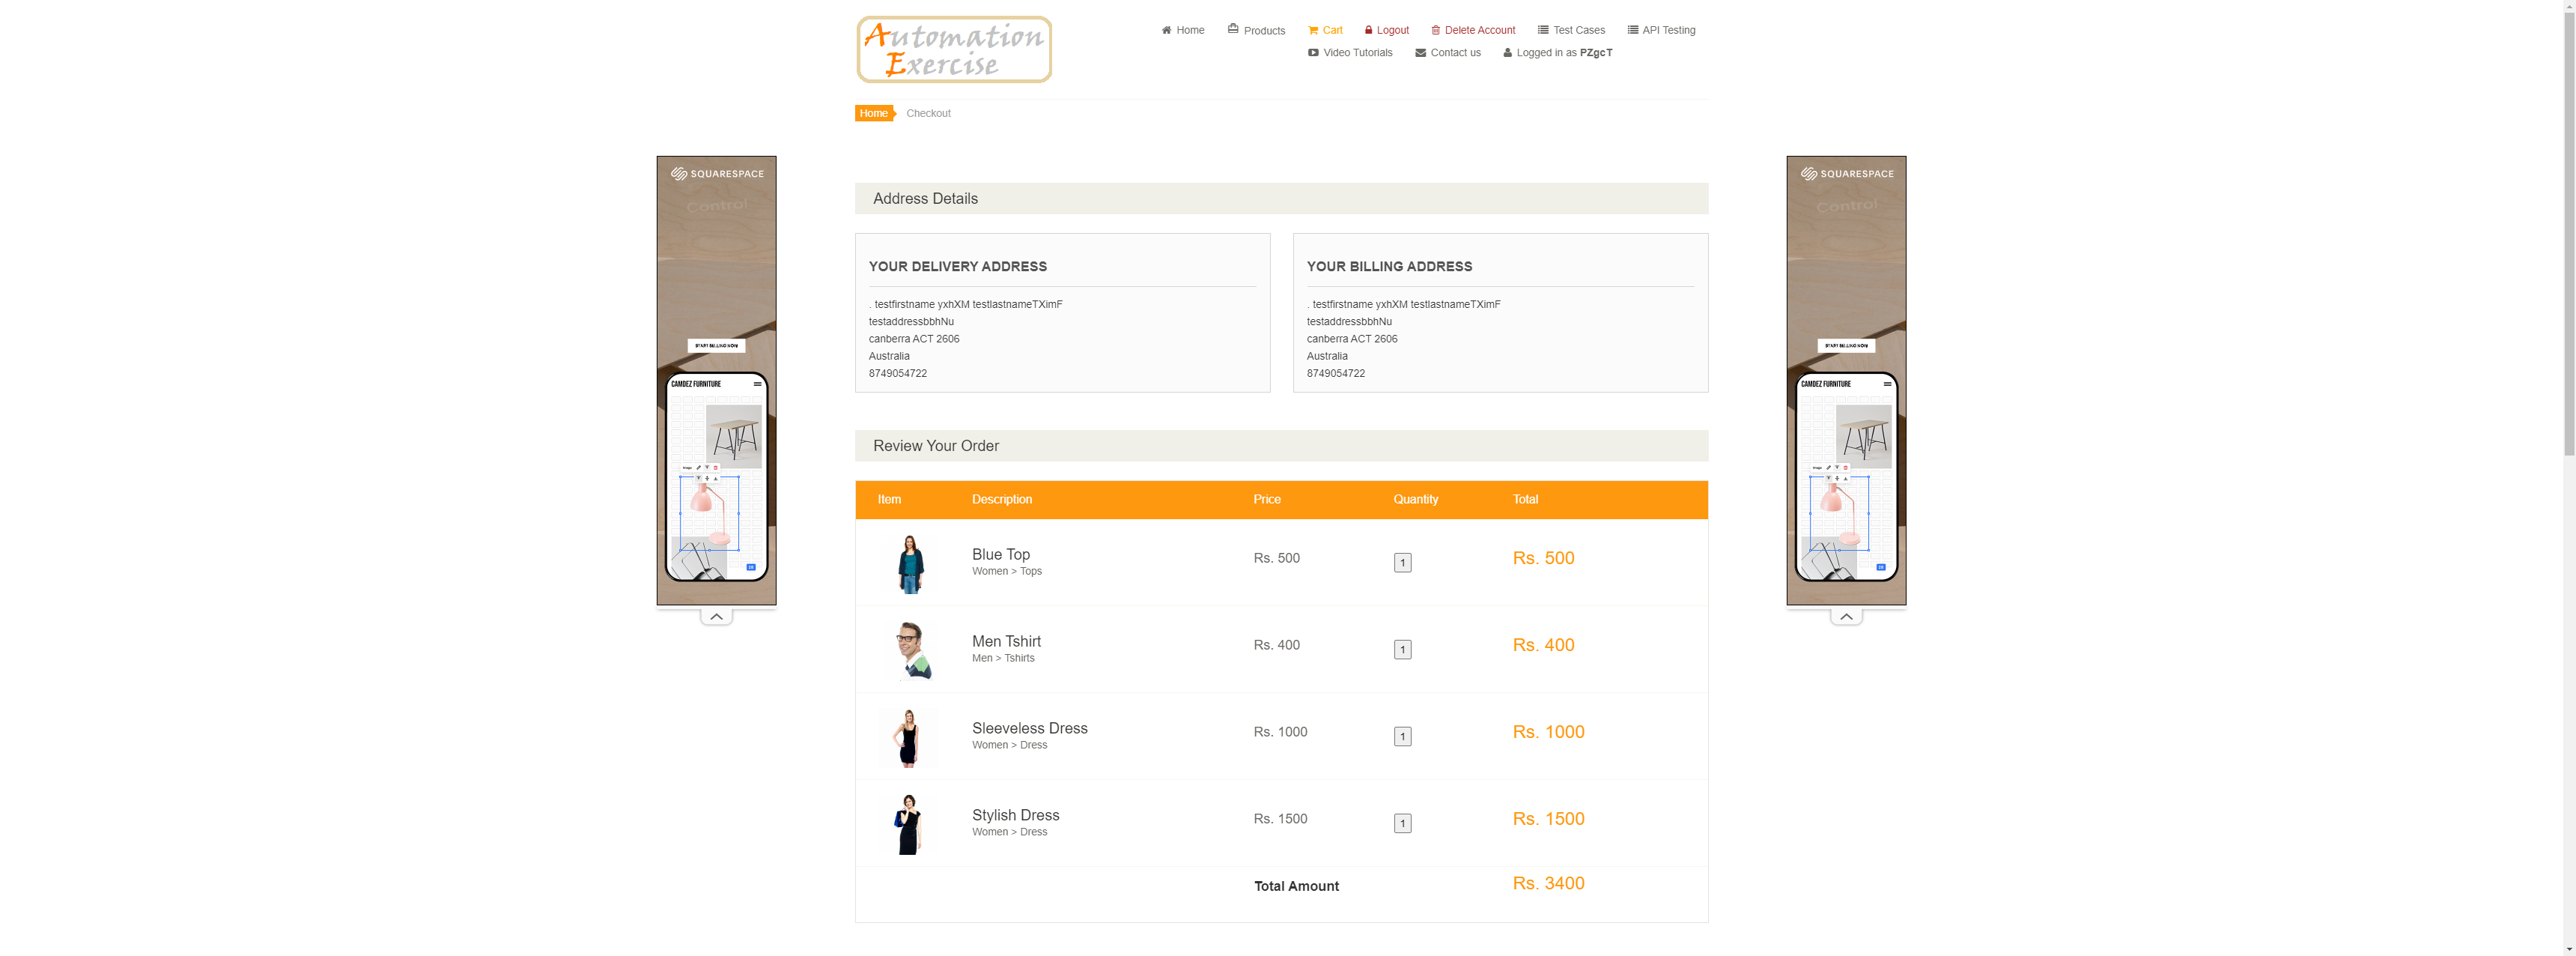 Automation
Exercise
Home
Products
Cart
Logout
Delete Account
Test Cases
API Testing
Video Tutorials
Contact us
Logged in as PZgcT
Home
Checkout
SQUARESPACE
Control
START SELLING NOW
CAMDEZ FURNITURE
Image
SQUARESPACE
Control
START SELLING NOW
CAMDEZ FURNITURE
Image
Address Details
YOUR DELIVERY ADDRESS
. testfirstname yxhXM testlastnameTXimF
testaddressbbhNu
canberra ACT 2606
Australia
8749054722
YOUR BILLING ADDRESS
. testfirstname yxhXM testlastnameTXimF
testaddressbbhNu
canberra ACT 2606
Australia
8749054722
Review Your Order
Item Description Price Quantity Total
Blue Top
Women > Tops
Rs. 500
1
Rs. 500
Men Tshirt
Men > Tshirts
Rs. 400
1
Rs. 400
Sleeveless Dress
Women > Dress
Rs. 1000
1
Rs. 1000
Stylish Dress
Women > Dress
Rs. 1500
1
Rs. 1500
Total Amount Rs. 3400